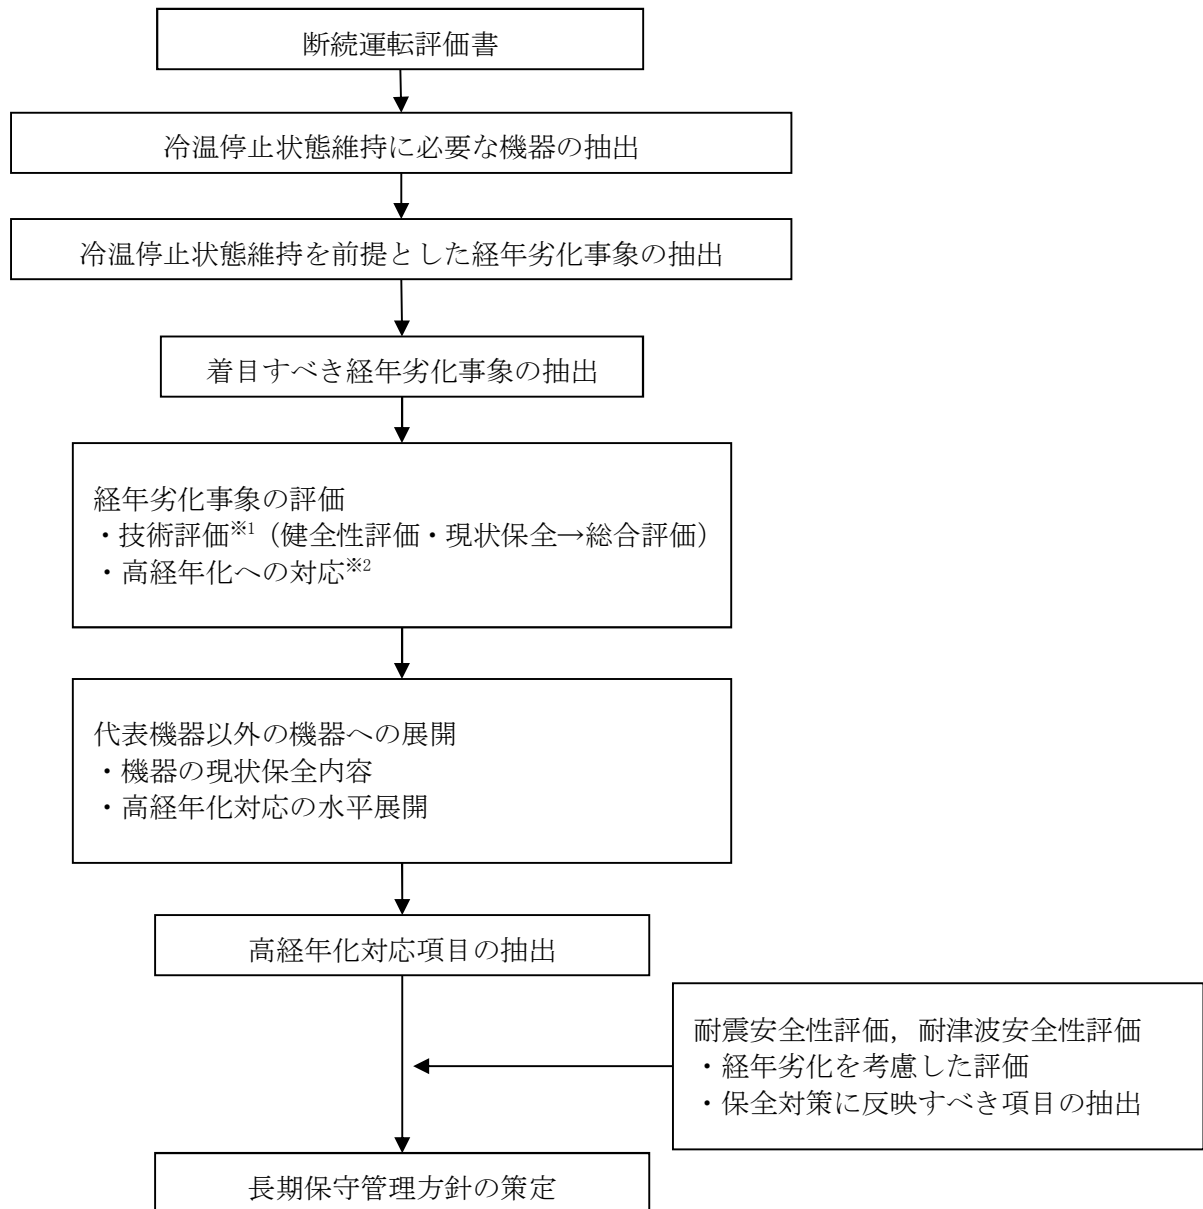 断続運転評価書
冷温停止状態維持に必要な機器の抽出
冷温停止状態維持を前提とした経年劣化事象の抽出
着目すべき経年劣化事象の抽出
経年劣化事象の評価
・技術評価※1（健全性評価・現状保全→総合評価）
・高経年化への対応※2
代表機器以外の機器への展開
・機器の現状保全内容
・高経年化対応の水平展開
高経年化対応項目の抽出
耐震安全性評価，耐津波安全性評価
・経年劣化を考慮した評価
・保全対策に反映すべき項目の抽出
長期保守管理方針の策定